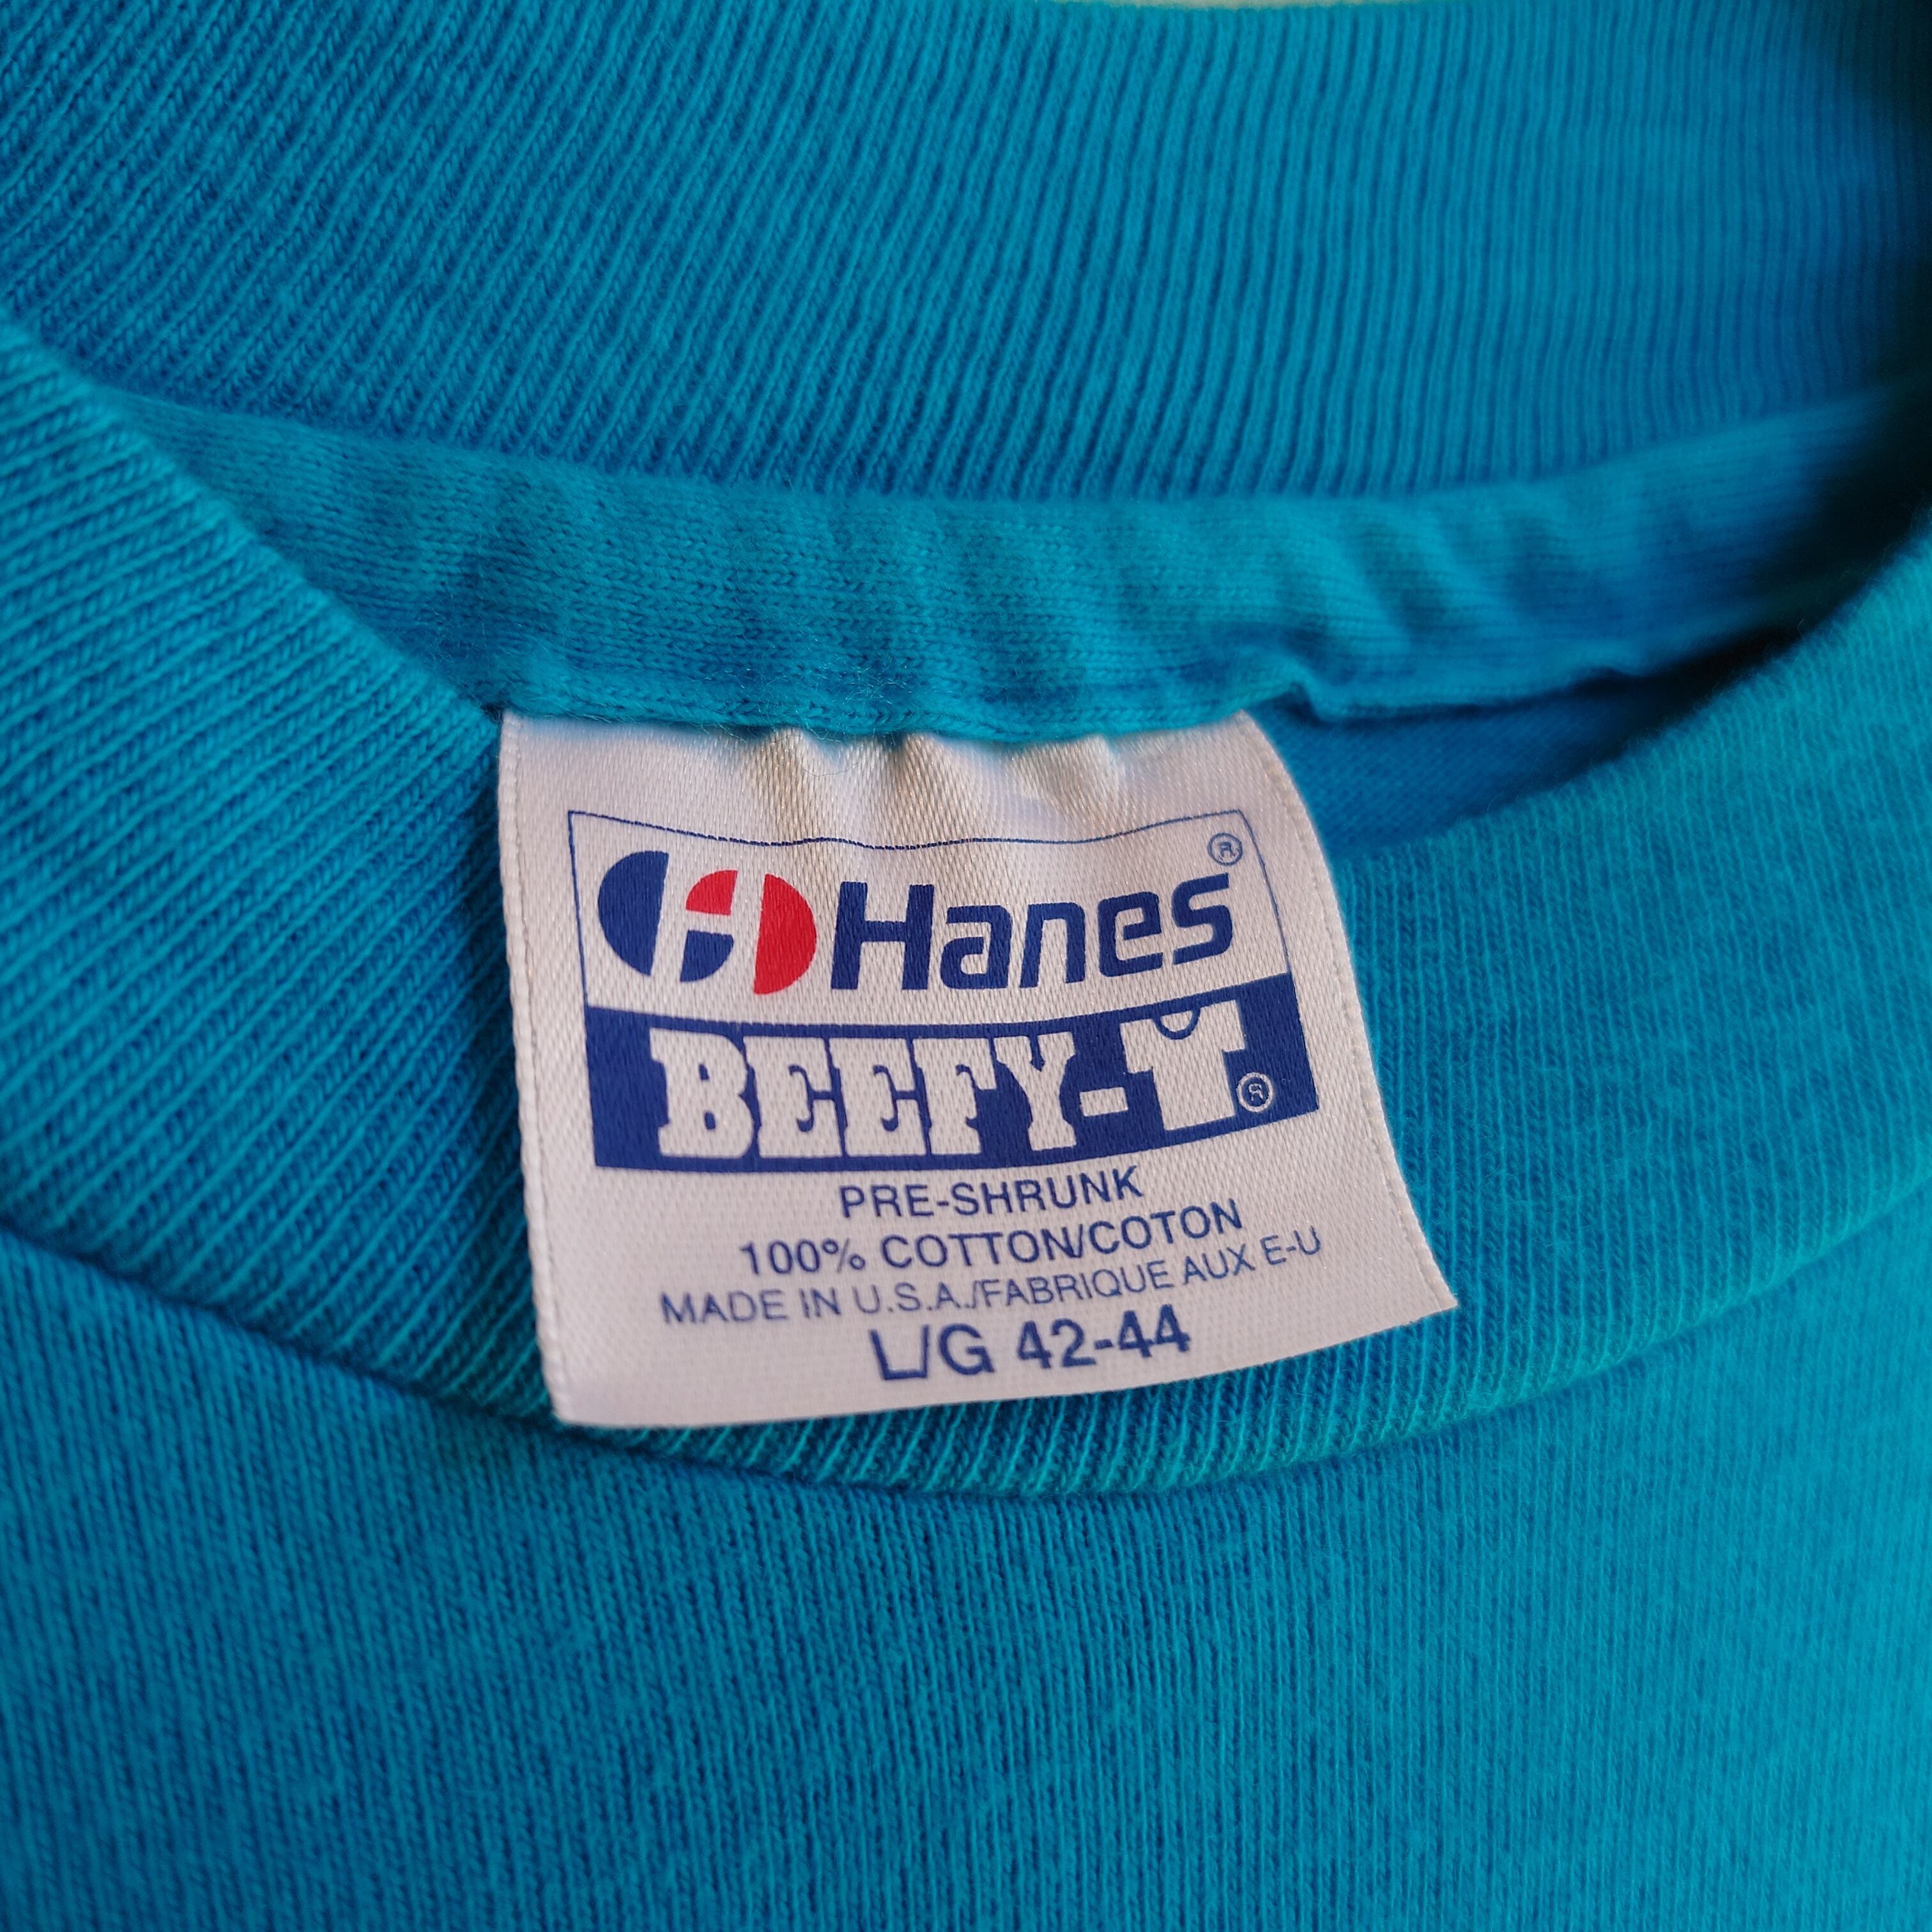 Hanes®
BEEFY-T®
PRE-SHRUNK
100% COTTON/COTON
MADE IN U.S.A./FABRIQUE AUX E-U
L/G 42-44